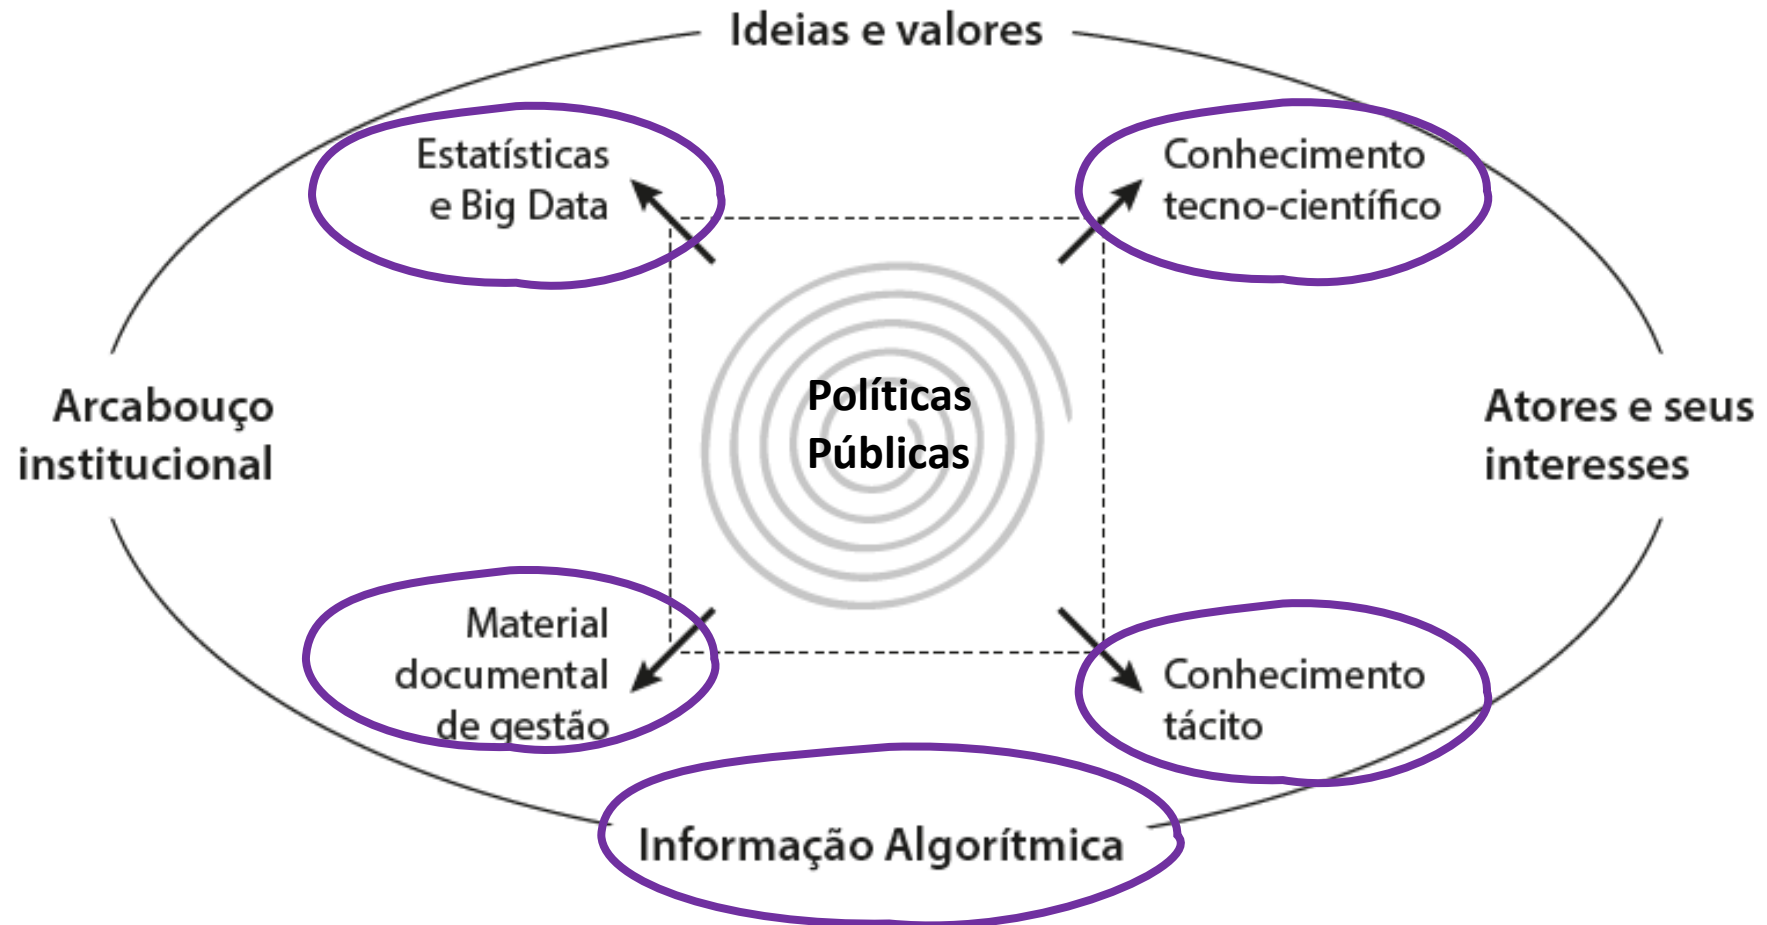 Ideias e valores
Estatísticas
e Big Data
Conhecimento
tecno-científico
Políticas
Públicas
Arcabouço
institucional
Atores e seus
interesses
Material
documental
de gestão
Conhecimento
tácito
Informação Algorítmica